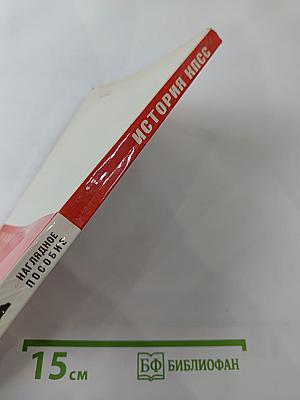 ИСТОРИЯ КПСС
НАГЛЯДНОЕ
ПОСОБИЕ
15 см
БФ БИБЛИОФАН